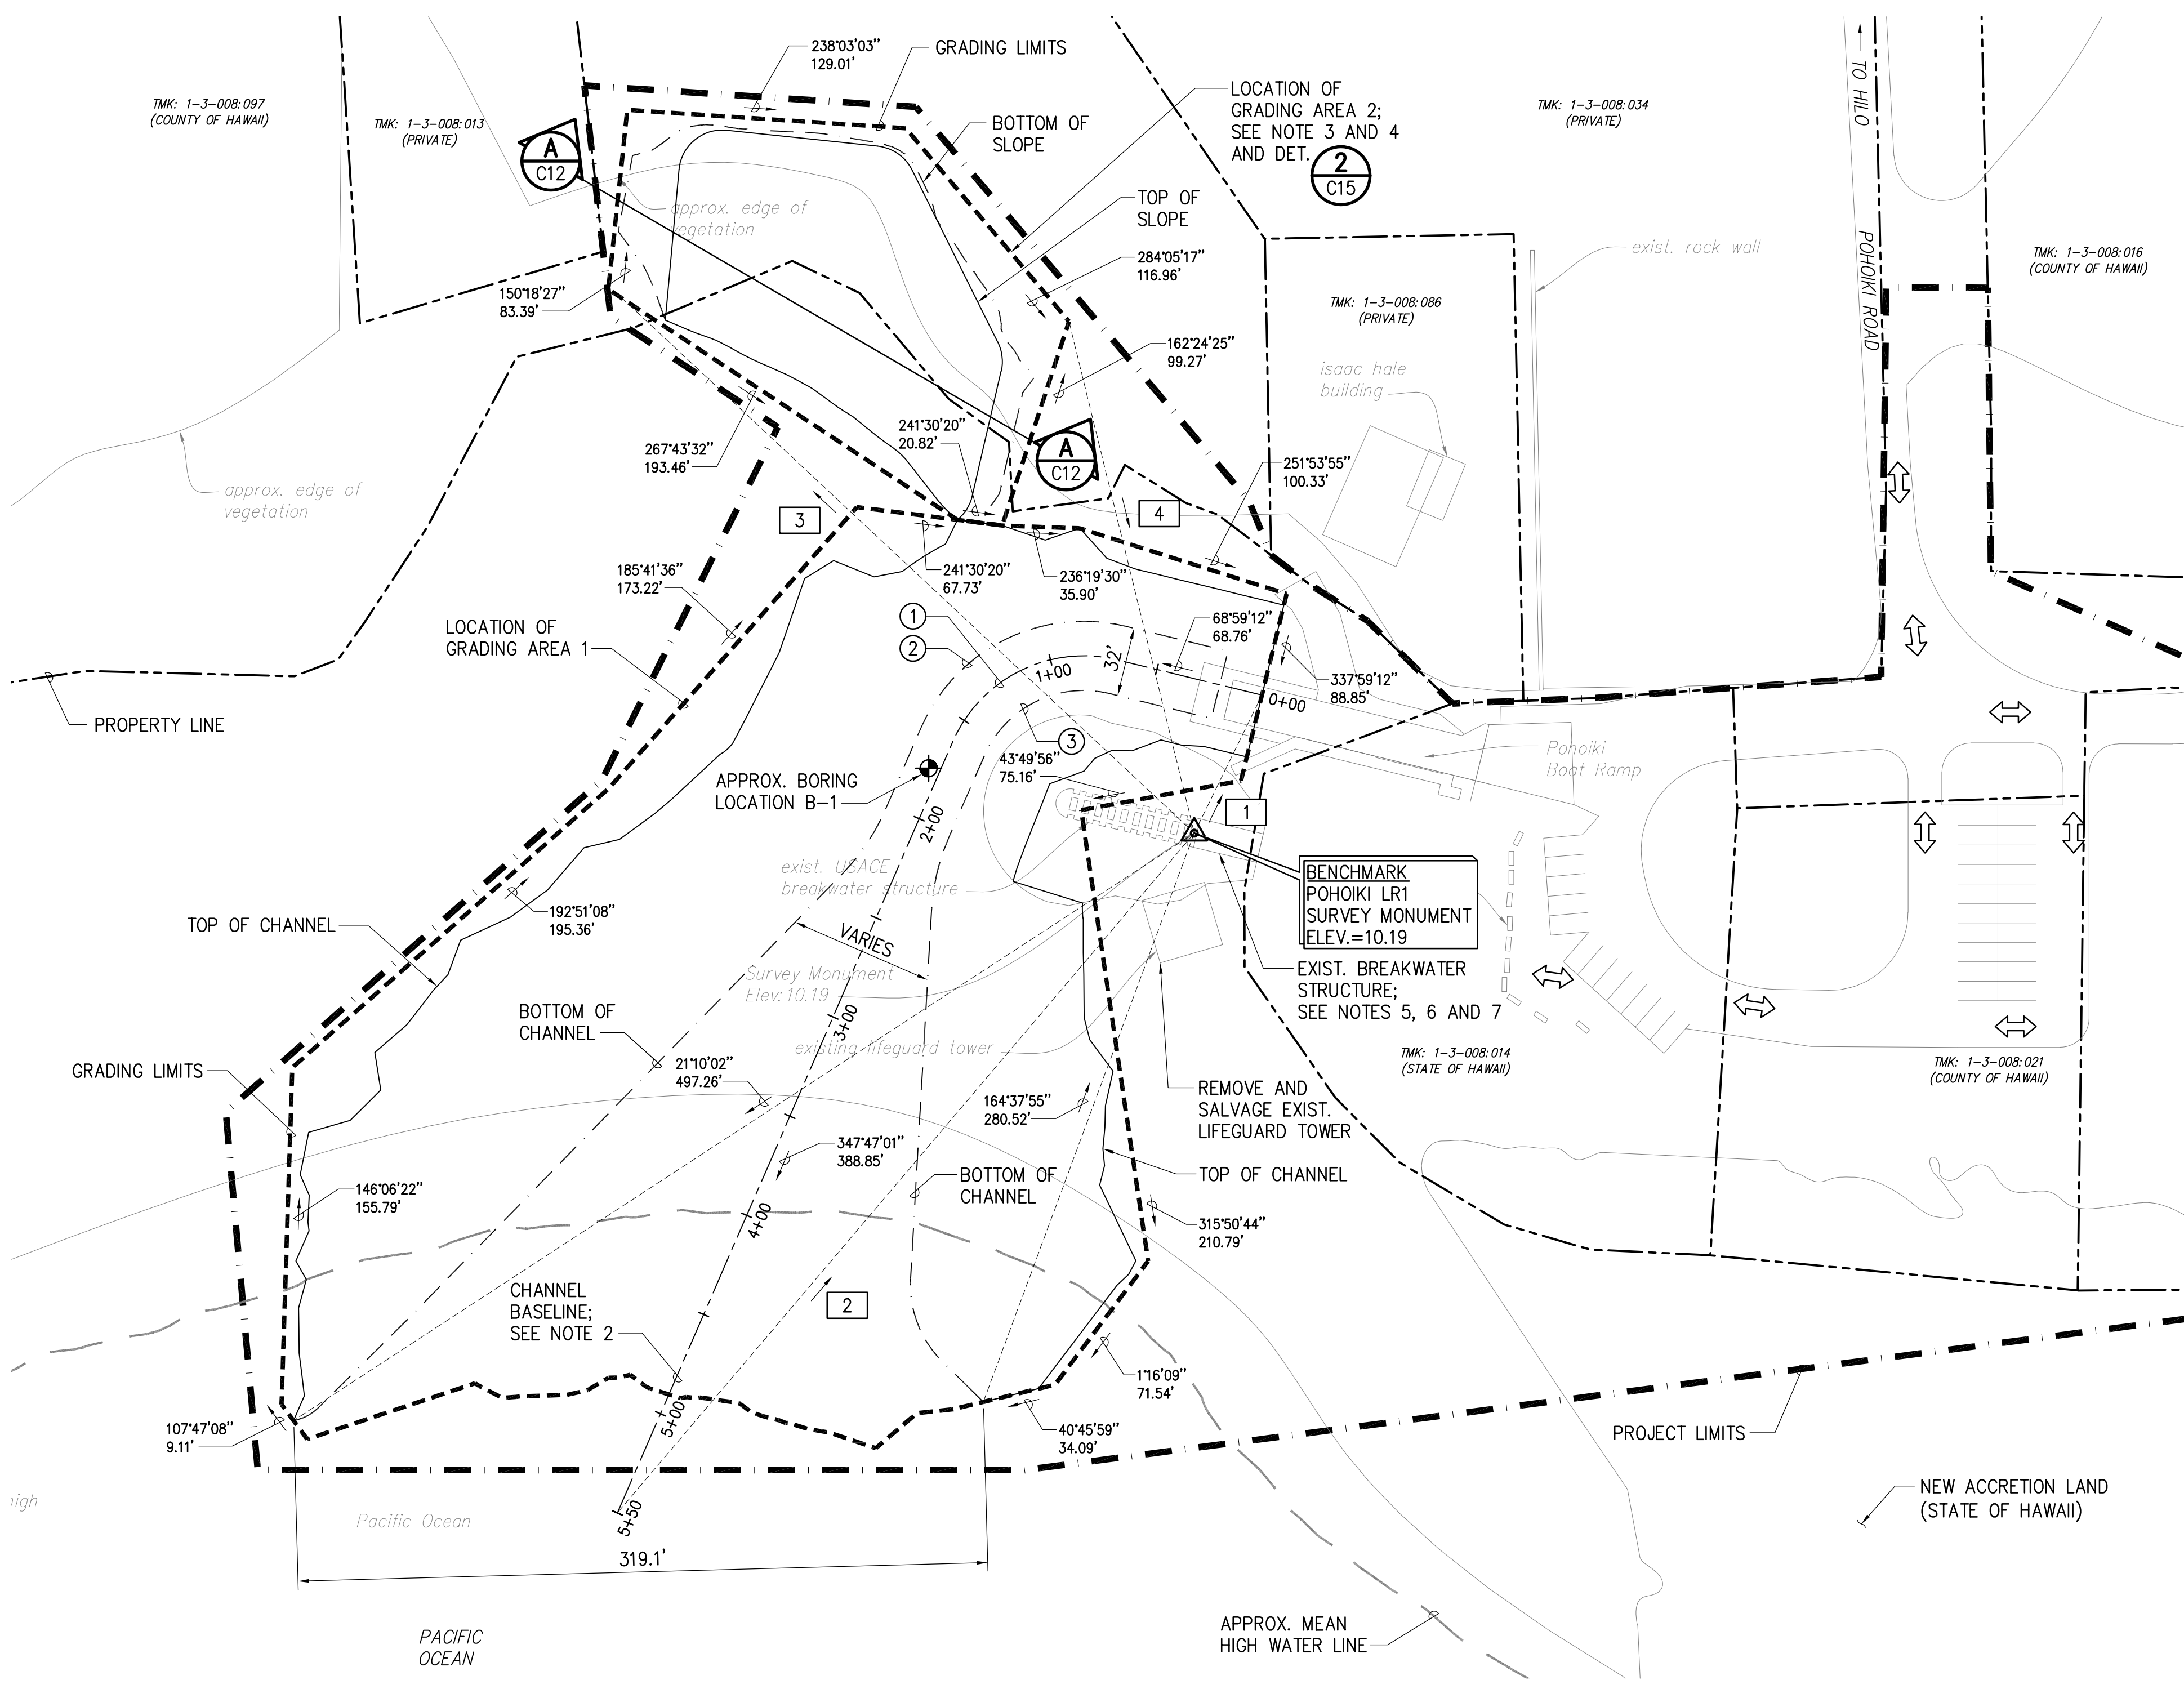 238°03'03"
129.01'
GRADING LIMITS
TMK: 1-3-008:097
(COUNTY OF HAWAII)
TMK: 1-3-008:013
(PRIVATE)
A
C12
BOTTOM OF
SLOPE
LOCATION OF
GRADING AREA 2;
SEE NOTE 3 AND 4
AND DET.
2
C15
TMK: 1-3-008:034
(PRIVATE)
TO HILO
POHOIKI ROAD
approx. edge of
vegetation
TOP OF
SLOPE
exist. rock wall
TMK: 1-3-008:016
(COUNTY OF HAWAII)
284°05'17"
116.96'
150°18'27"
83.39'
TMK: 1-3-008:086
(PRIVATE)
162°24'25"
99.27'
isaac hale
building
241°30'20"
20.82'
267°43'32"
193.46'
A
C12
251°53'55"
100.33'
approx. edge of
vegetation
3
4
185°41'36"
173.22'
241°30'20"
67.73'
236°19'30"
35.90'
1
2
LOCATION OF
GRADING AREA 1
68°59'12"
68.76'
32'
1+00
337°59'12"
88.85'
0+00
PROPERTY LINE
3
43°49'56"
75.16'
Pohoiki
Boat Ramp
APPROX. BORING
LOCATION B-1
1
2+00
exist. USACE
breakwater structure
BENCHMARK
POHOIKI LR1
SURVEY MONUMENT
ELEV.=10.19
192°51'08"
195.36'
TOP OF CHANNEL
VARIES
Survey Monument
Elev:10.19
EXIST. BREAKWATER
STRUCTURE;
SEE NOTES 5, 6 AND 7
BOTTOM OF
CHANNEL
3+00
existing lifeguard tower
TMK: 1-3-008:014
(STATE OF HAWAII)
TMK: 1-3-008:021
(COUNTY OF HAWAII)
GRADING LIMITS
21°10'02"
497.26'
164°37'55"
280.52'
REMOVE AND
SALVAGE EXIST.
LIFEGUARD TOWER
347°47'01"
388.85'
BOTTOM OF
CHANNEL
TOP OF CHANNEL
146°06'22"
155.79'
4+00
315°50'44"
210.79'
CHANNEL
BASELINE;
SEE NOTE 2
2
1°16'09"
71.54'
107°47'08"
9.11'
5+00
40°45'59"
34.09'
PROJECT LIMITS
high
Pacific Ocean
5+50
NEW ACCRETION LAND
(STATE OF HAWAII)
319.1'
PACIFIC
OCEAN
APPROX. MEAN
HIGH WATER LINE